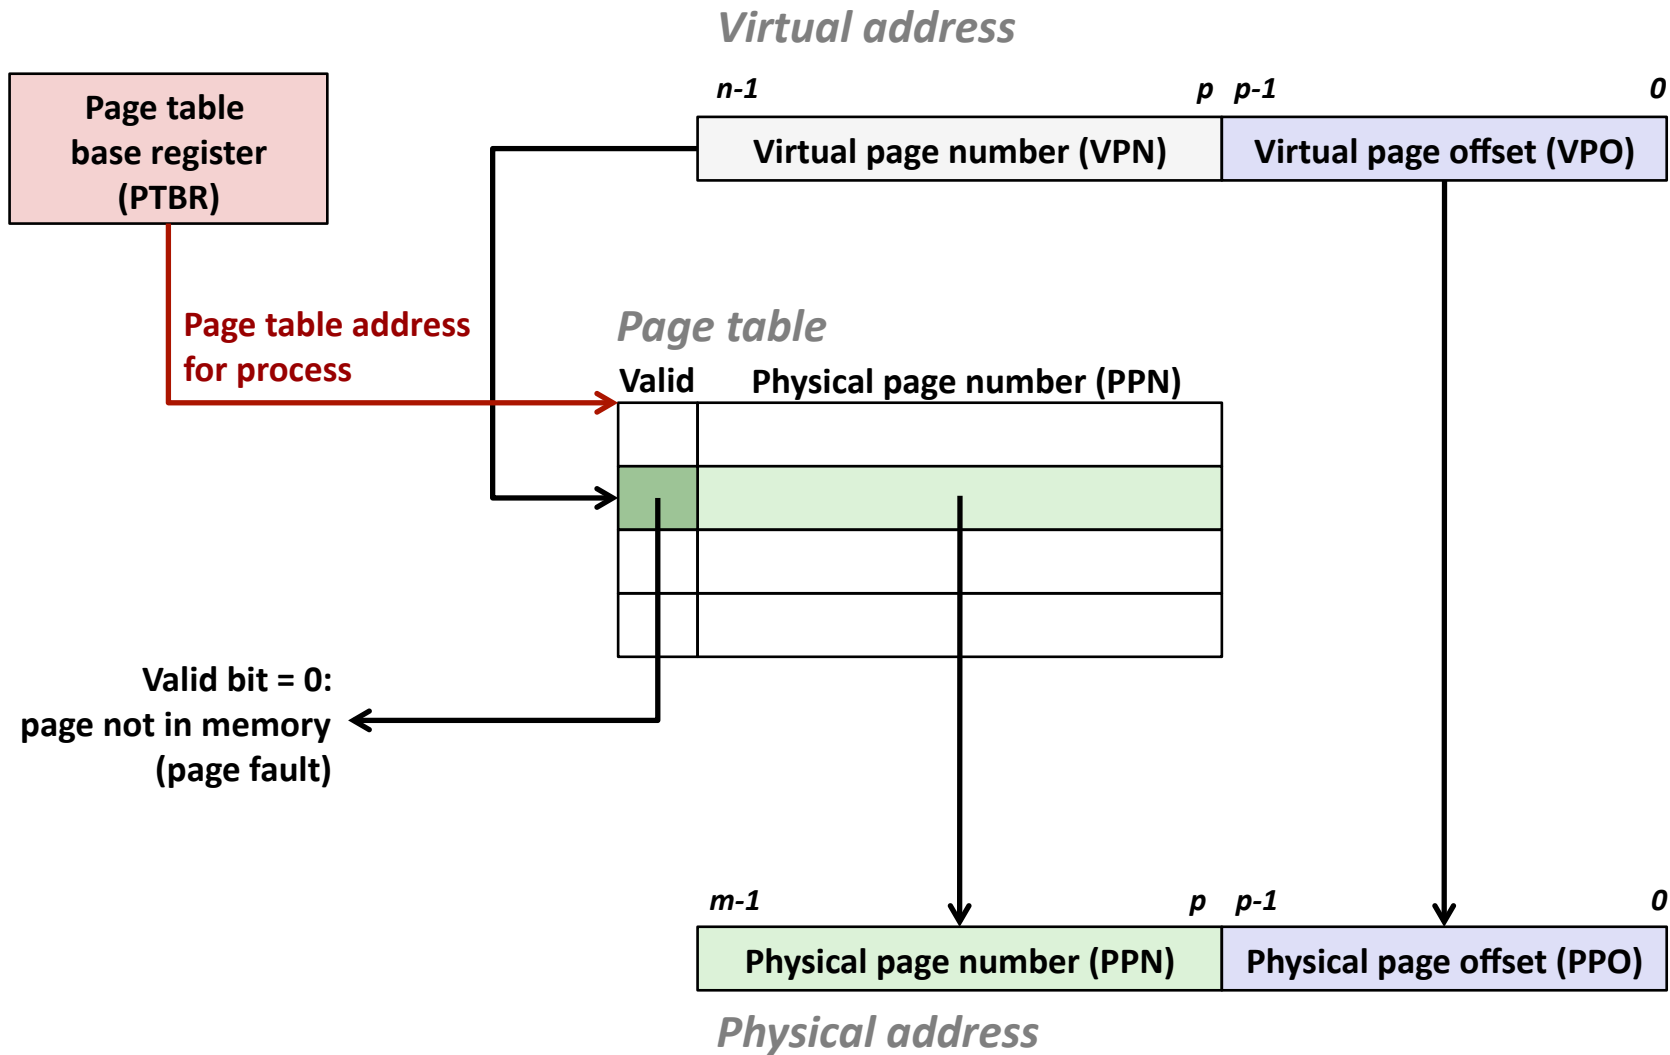 Virtual address
n-1 p p-1 0
Page table
base register
(PTBR)
Virtual page number (VPN) Virtual page offset (VPO)
Page table address
for process
Page table
Valid Physical page number (PPN)
Valid bit = 0:
page not in memory
(page fault)
m-1 p p-1 0
Physical page number (PPN) Physical page offset (PPO)
Physical address